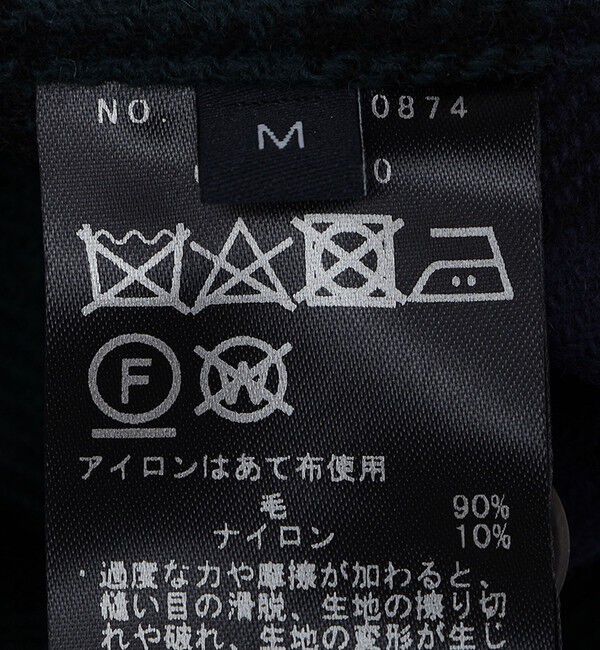 NO. 0874
M
0
F
W
アイロンはあて布使用
毛 90%
ナイロン 10%
・過度な力や摩擦が加わると、
縫い目の滑脱、生地の擦り切
れや破れ、生地の変形が生じ